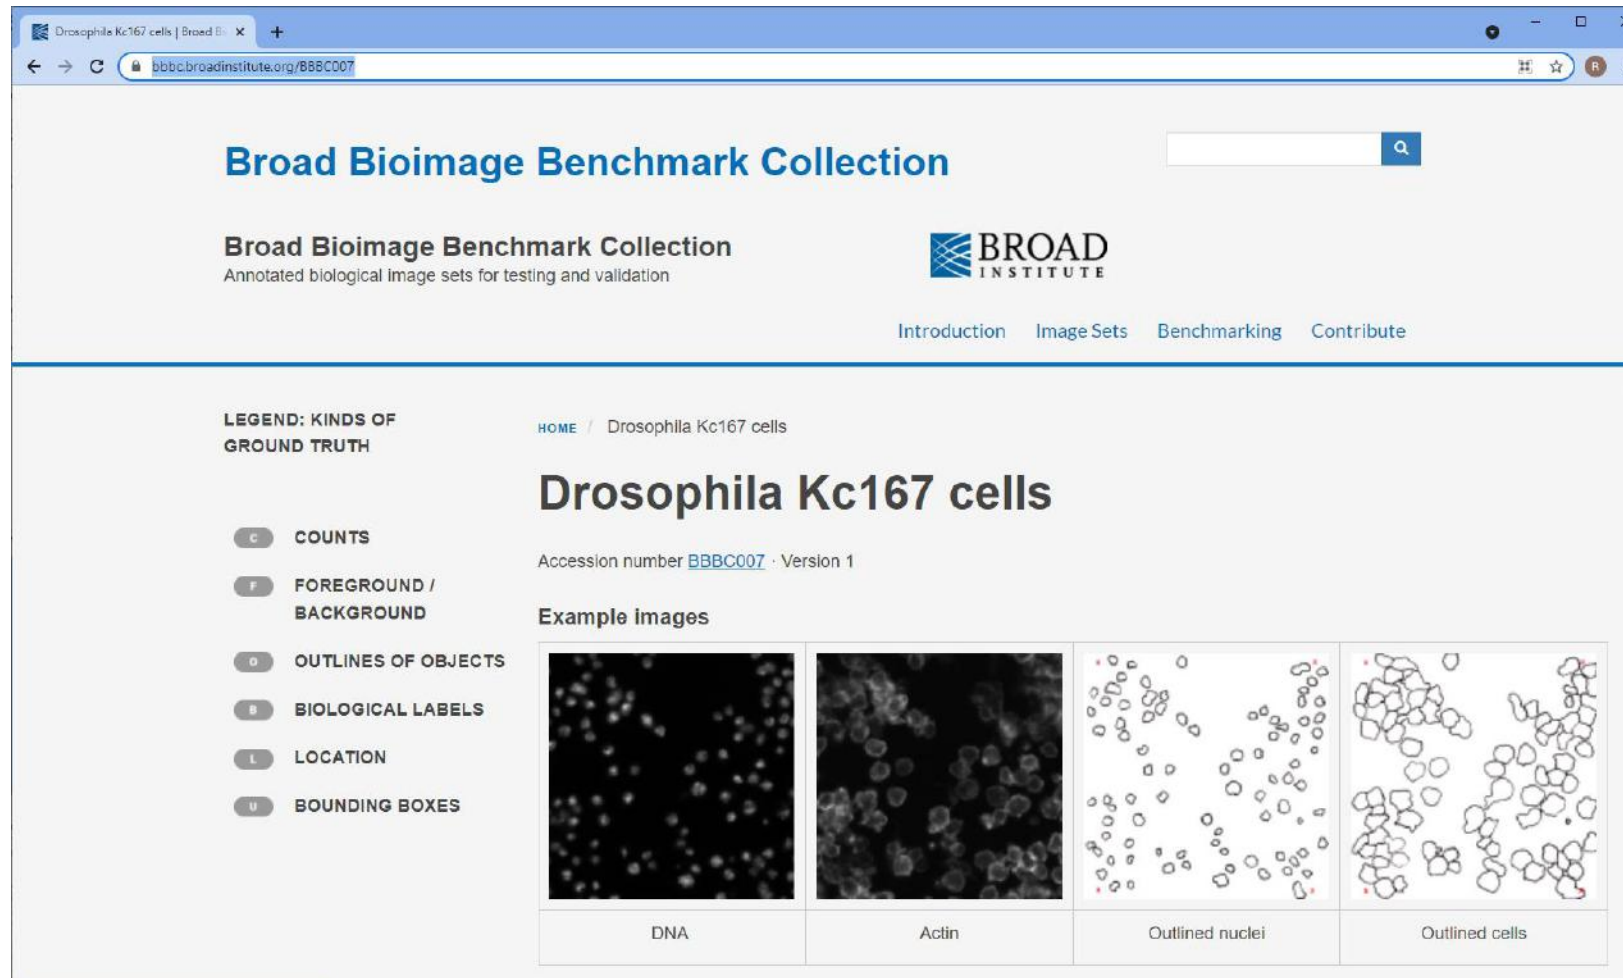 Drosophila Kc167 cells | Broad B
bbbc.broadinstitute.org/BBBC007
R
Broad Bioimage Benchmark Collection
Broad Bioimage Benchmark Collection
Annotated biological image sets for testing and validation
BROAD
INSTITUTE
Introduction Image Sets Benchmarking Contribute
LEGEND: KINDS OF
GROUND TRUTH
C COUNTS
F FOREGROUND /
BACKGROUND
O OUTLINES OF OBJECTS
B BIOLOGICAL LABELS
L LOCATION
U BOUNDING BOXES
HOME / Drosophila Kc167 cells
Drosophila Kc167 cells
Accession number BBBC007 · Version 1
Example images
DNA Actin Outlined nuclei Outlined cells